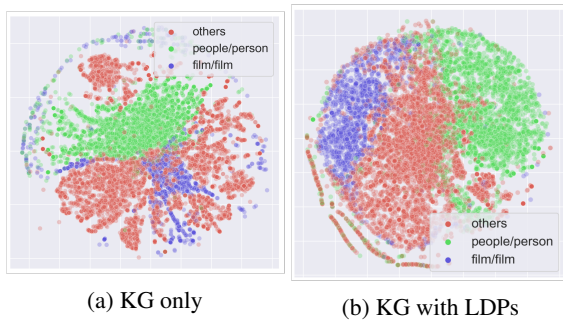 others
people/person
film/film
others
people/person
film/film
(a) KG only
(b) KG with LDPs